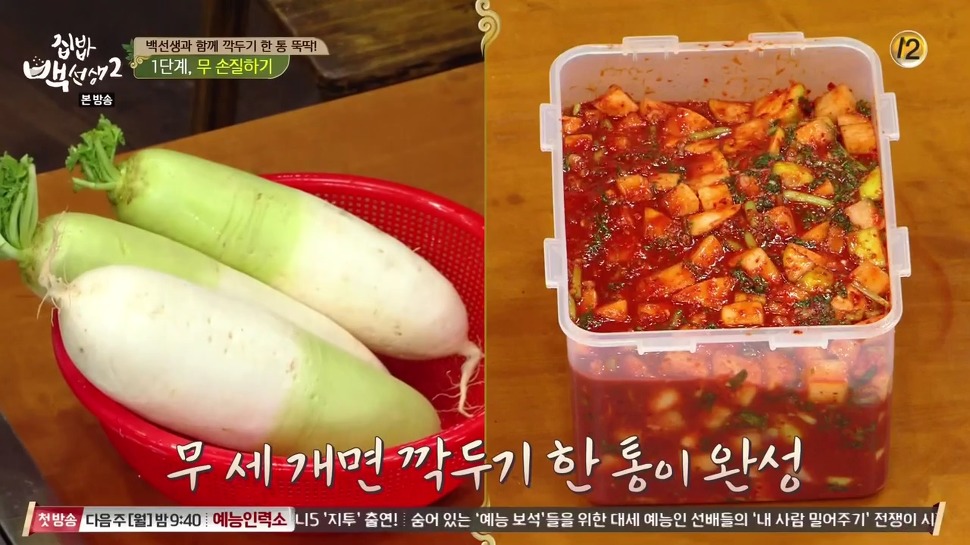 집밥
백선생2
본 방송
백선생과 함께 깍두기 한 통 뚝딱!
1단계, 무 손질하기
12
무 세 개면 깍두기 한 통이 완성
첫방송 다음 주 [월] 밤 9:40 예능인력소 니5 '지투' 출연! 숨어 있는 '예능 보석'들을 위한 대세 예능인 선배들의 '내 사람 밀어주기' 전쟁이 시